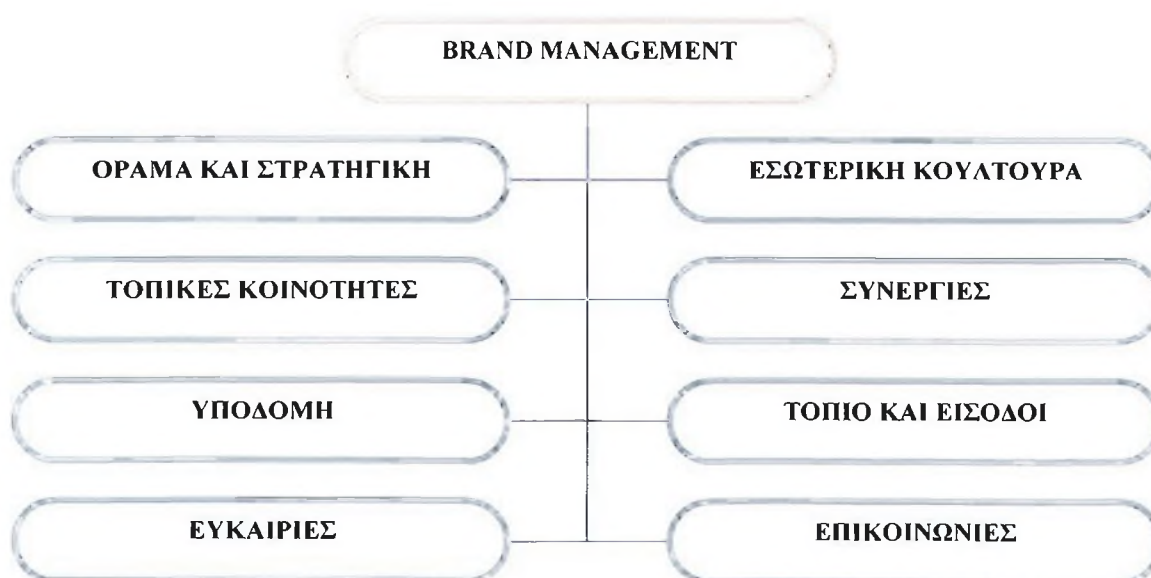 BRAND MANAGEMENT
ΟΡΑΜΑ ΚΑΙ ΣΤΡΑΤΗΓΙΚΗ
ΕΣΩΤΕΡΙΚΗ ΚΟΥΛΤΟΥΡΑ
ΤΟΠΙΚΕΣ ΚΟΙΝΟΤΗΤΕΣ
ΣΥΝΕΡΓΙΕΣ
ΥΠΟΔΟΜΗ
ΤΟΠΙΟ ΚΑΙ ΕΙΣΟΔΟΙ
ΕΥΚΑΙΡΙΕΣ
ΕΠΙΚΟΙΝΩΝΙΕΣ